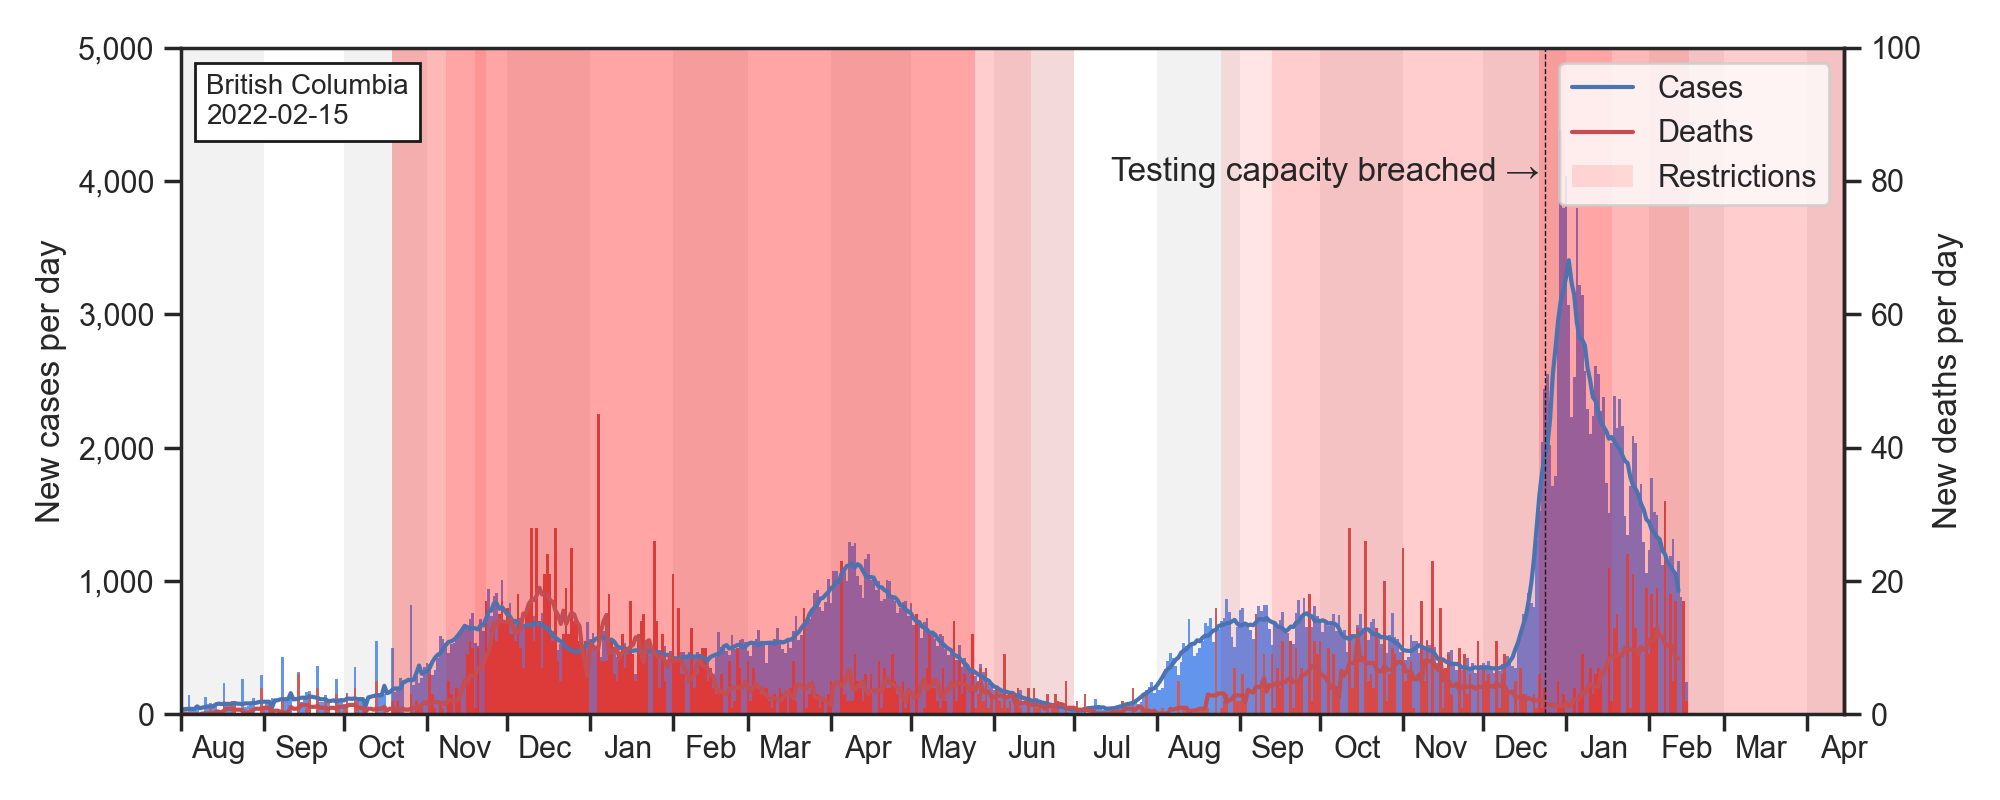 British Columbia
2022-02-15
Testing capacity breached →
Cases
Deaths
Restrictions
New cases per day
5,000
4,000
3,000
2,000
1,000
0
New deaths per day
100
80
60
40
20
0
Aug Sep Oct Nov Dec Jan Feb Mar Apr May Jun Jul Aug Sep Oct Nov Dec Jan Feb Mar Apr